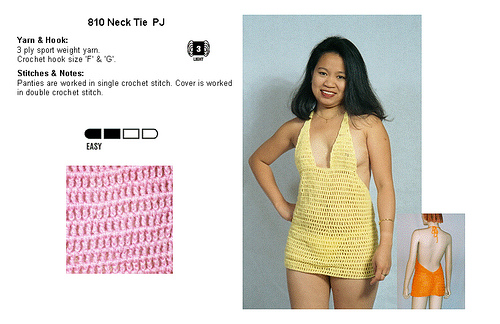 810 Neck Tie PJ
Yarn & Hook:
3 ply sport weight yarn.
Crochet hook size 'F' & 'G'.
3
LIGHT
Stitches & Notes:
Panties are worked in single crochet stitch. Cover is worked
in double crochet stitch.
EASY